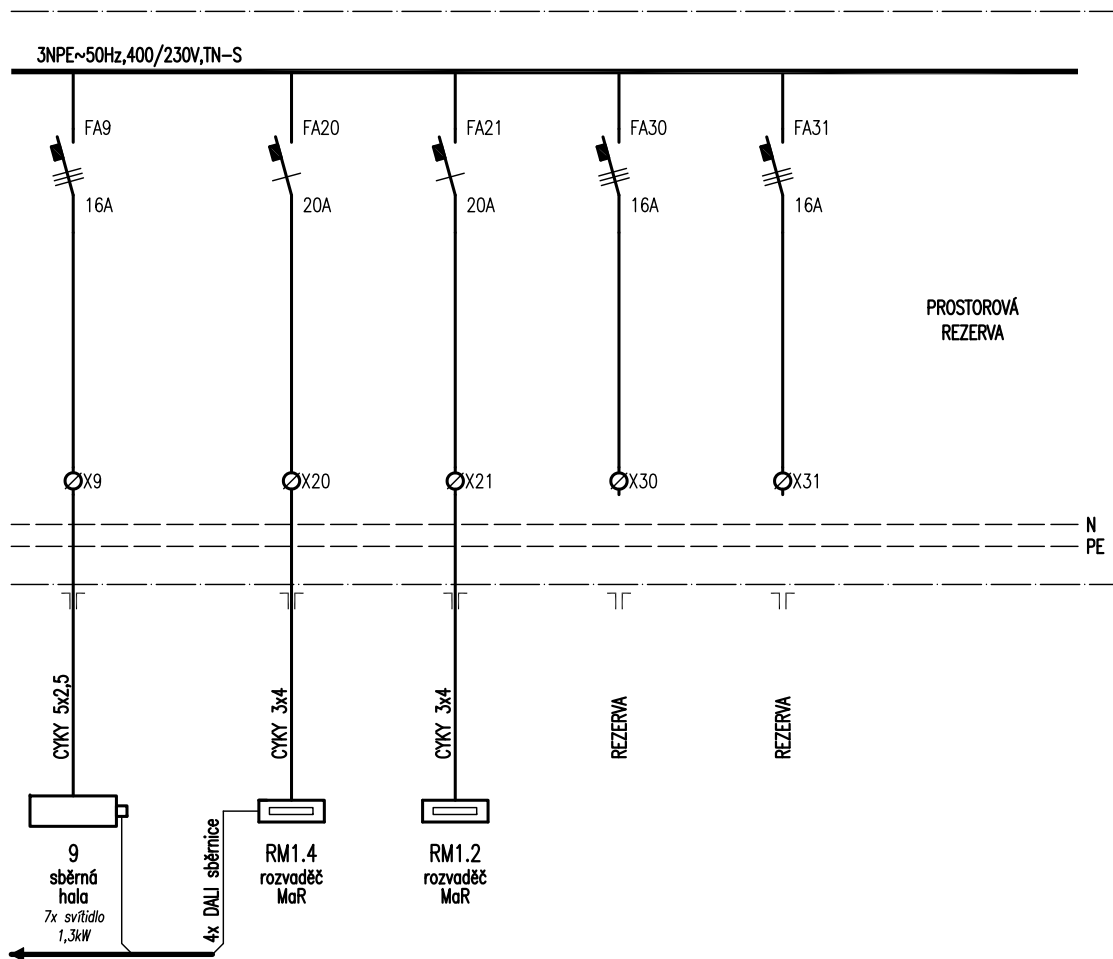 3NPE~50Hz,400/230V,TN-S
FA9
FA20
FA21
FA30
FA31
16A
20A
20A
16A
16A
PROSTOROVÁ
REZERVA
X9
X20
X21
X30
X31
N
PE
CYKY 5x2,5
CYKY 3x4
CYKY 3x4
REZERVA
REZERVA
4x DALI sběrnice
9
sběrná
hala
7x svítidlo
1,3kW
RM1.4
rozvaděč
MaR
RM1.2
rozvaděč
MaR